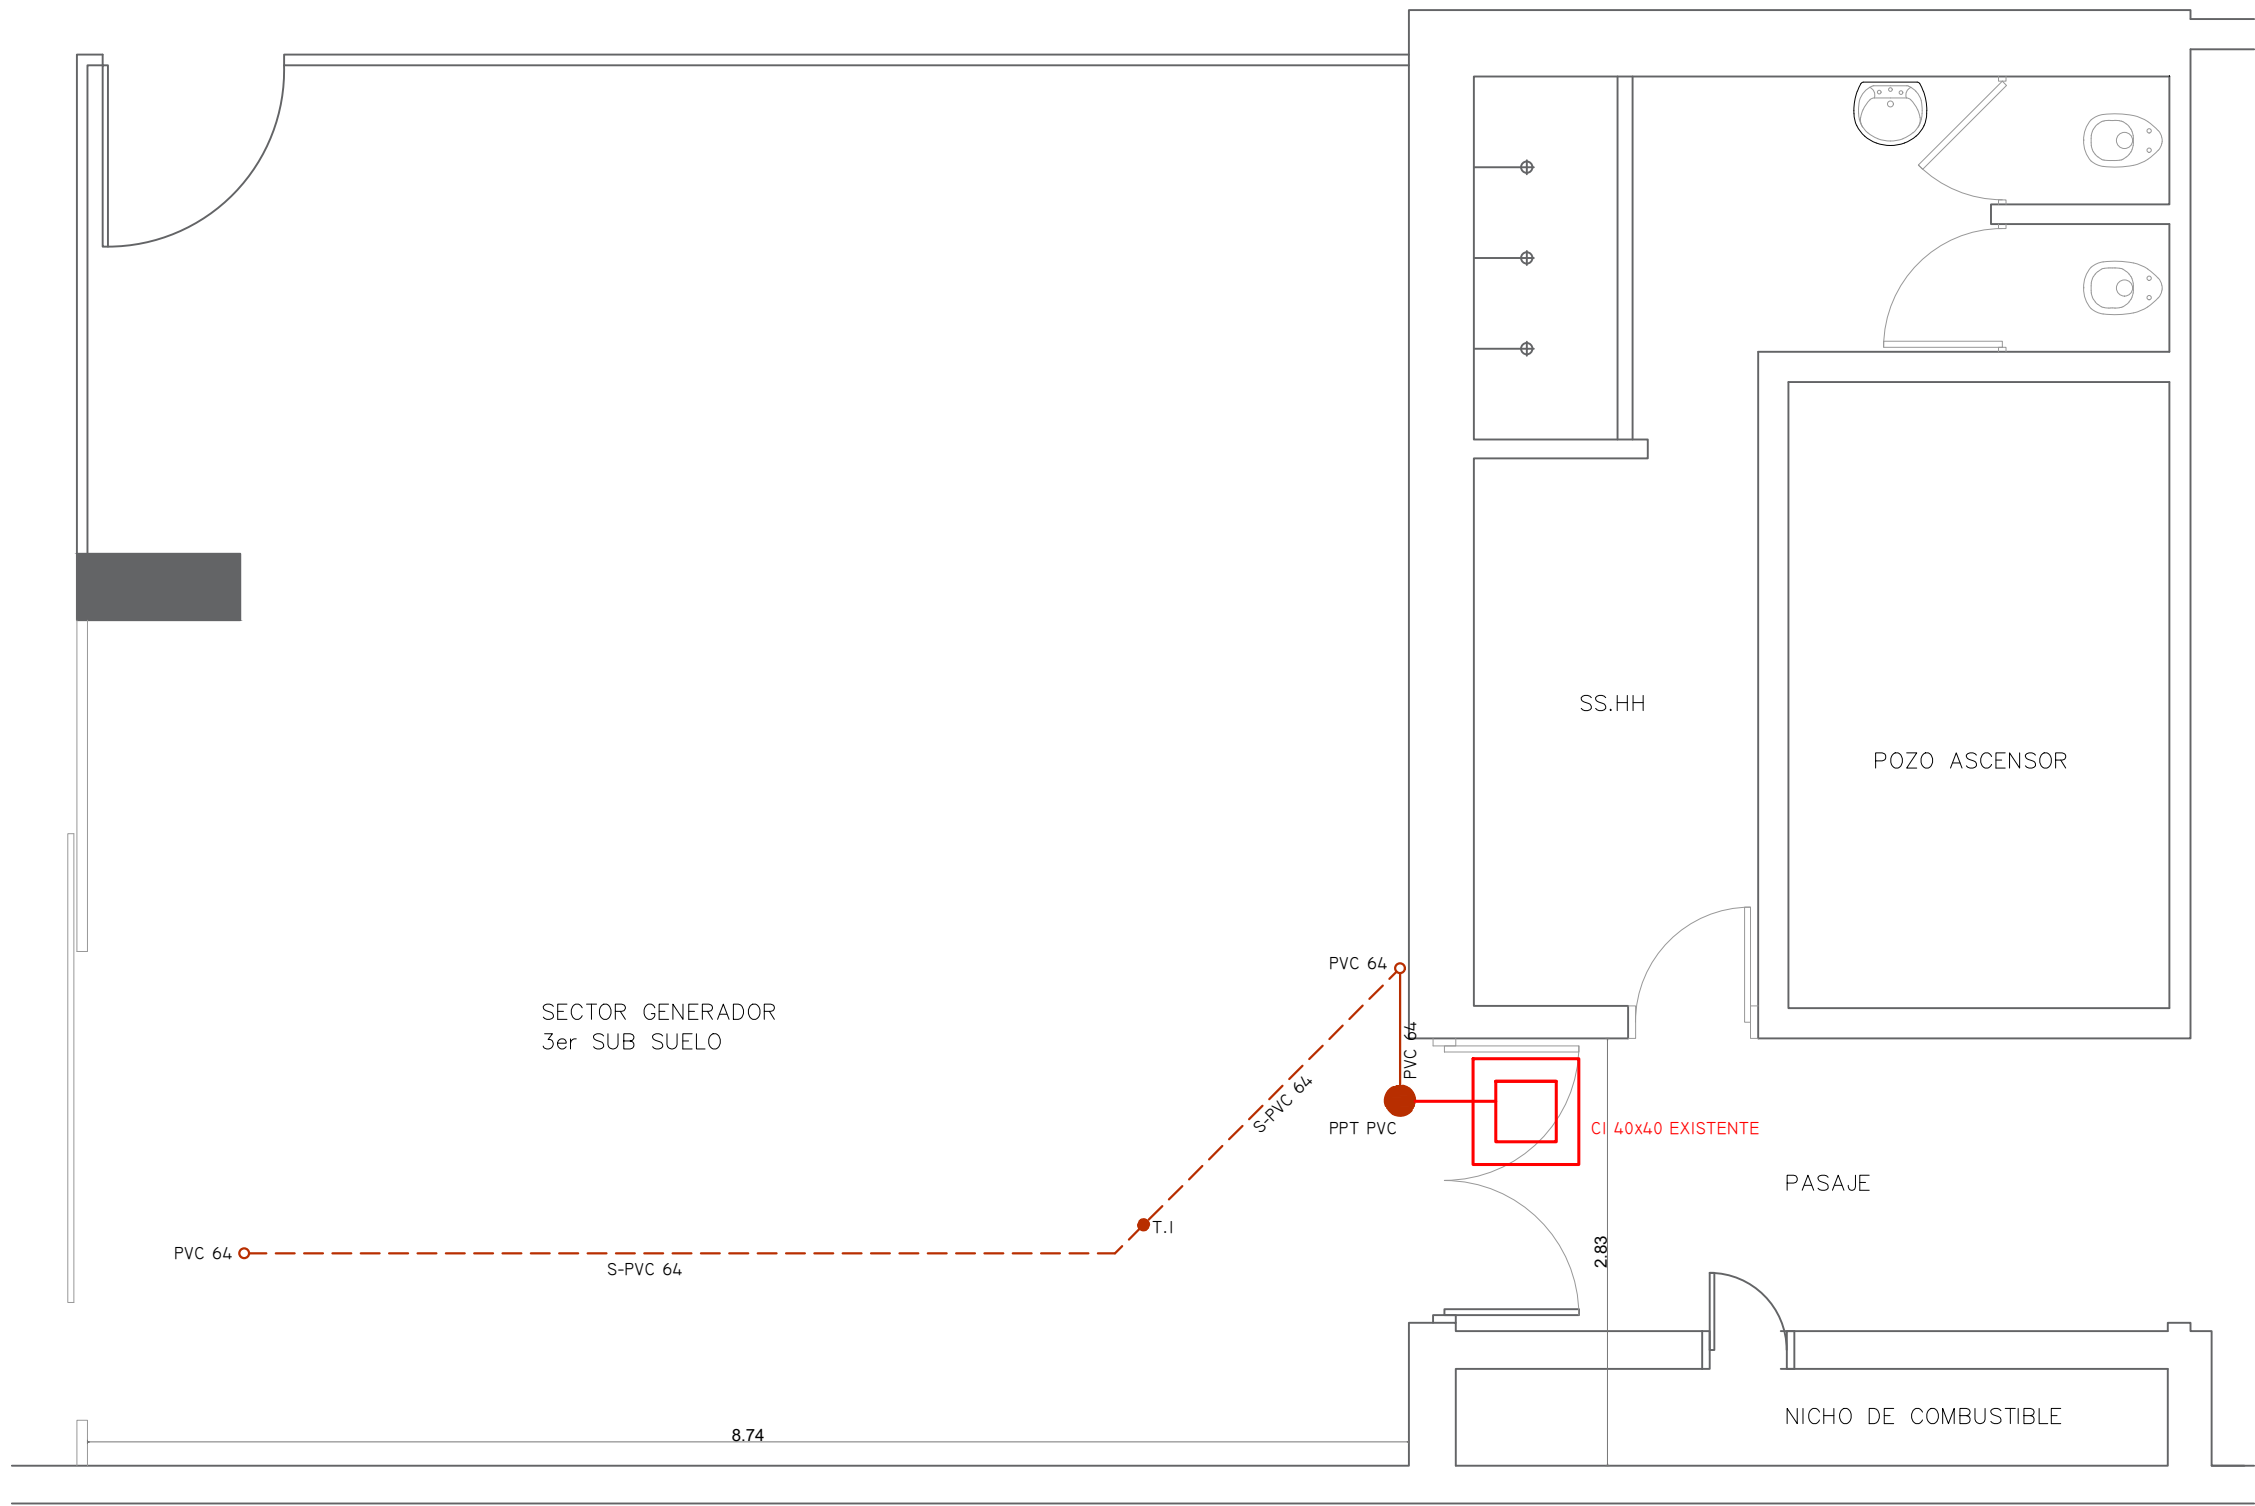 SS.HH
POZO ASCENSOR
PVC 64
SECTOR GENERADOR
3er SUB SUELO
PVC 64
S-PVC 64
PPT PVC
CI 40x40 EXISTENTE
PASAJE
T.I
PVC 64
S-PVC 64
2.83
NICHO DE COMBUSTIBLE
8.74